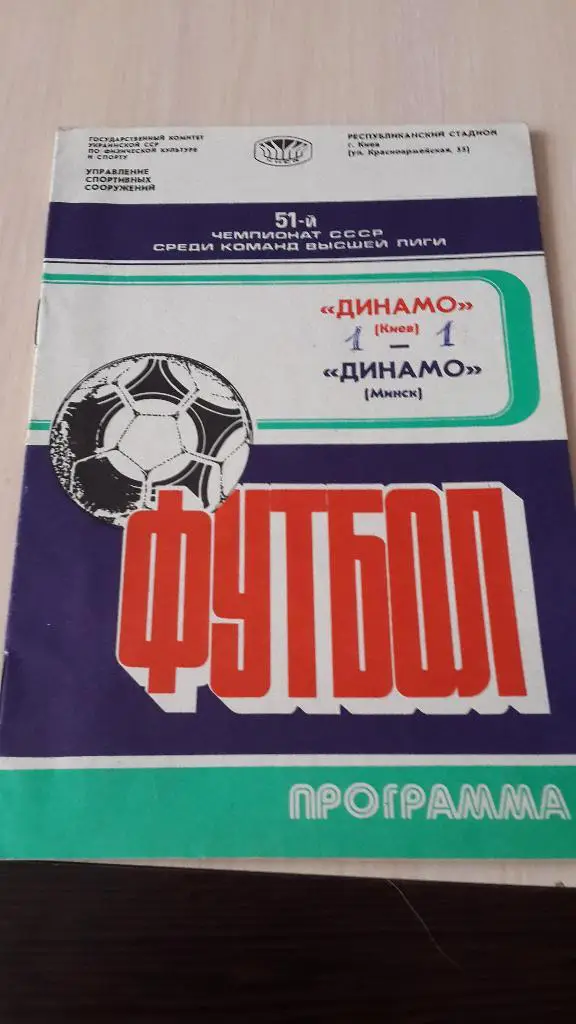 ГОСУДАРСТВЕННЫЙ КОМИТЕТ
УКРАИНСКОЙ ССР
ПО ФИЗИЧЕСКОЙ КУЛЬТУРЕ
И СПОРТУ
УПРАВЛЕНИЕ
СПОРТИВНЫХ
СООРУЖЕНИЙ
КИЕВ
РЕСПУБЛИКАНСКИЙ СТАДИОН
г. Киев
(ул. Красноармейская, 55)
51-й
ЧЕМПИОНАТ СССР
СРЕДИ КОМАНД ВЫСШЕЙ ЛИГИ
«ДИНАМО»
(Киев)
1 — 1
«ДИНАМО»
(Минск)
ФУТБОЛ
ПРОГРАММА